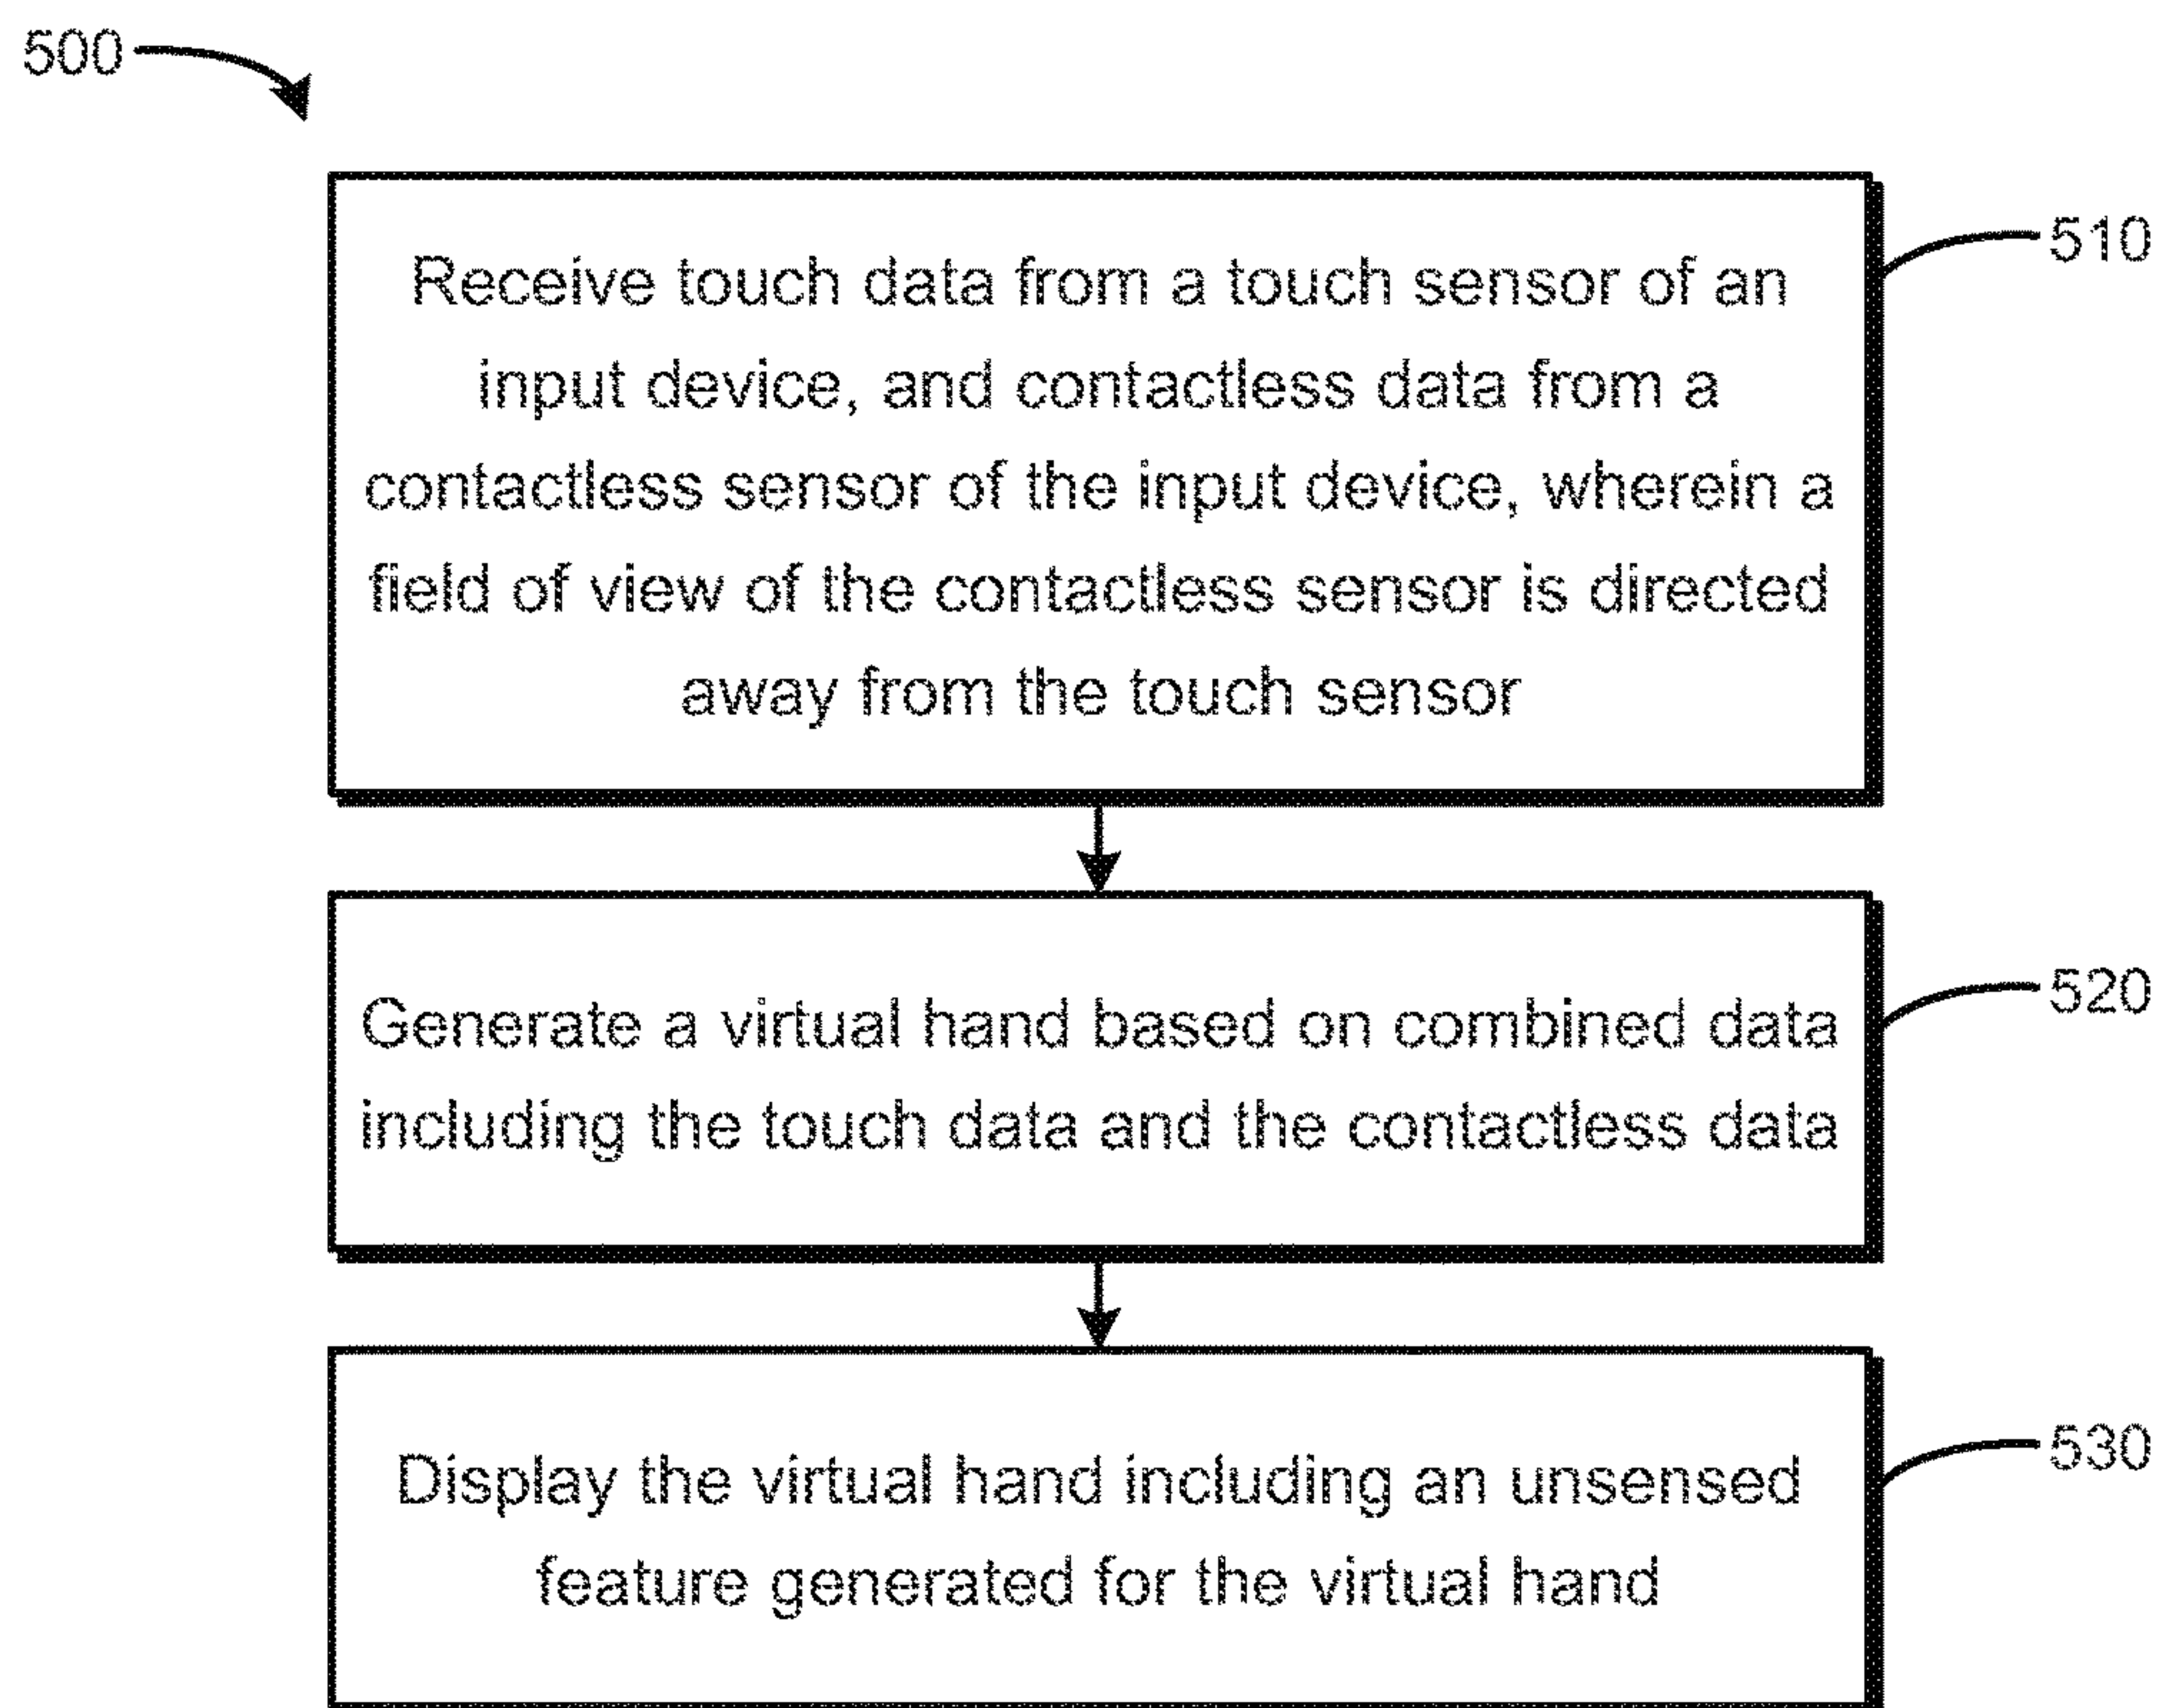 500
510
Receive touch data from a touch sensor of an
input device, and contactless data from a
contactless sensor of the input device, wherein a
field of view of the contactless sensor is directed
away from the touch sensor
520
Generate a virtual hand based on combined data
including the touch data and the contactless data
530
Display the virtual hand including an unsensed
feature generated for the virtual hand